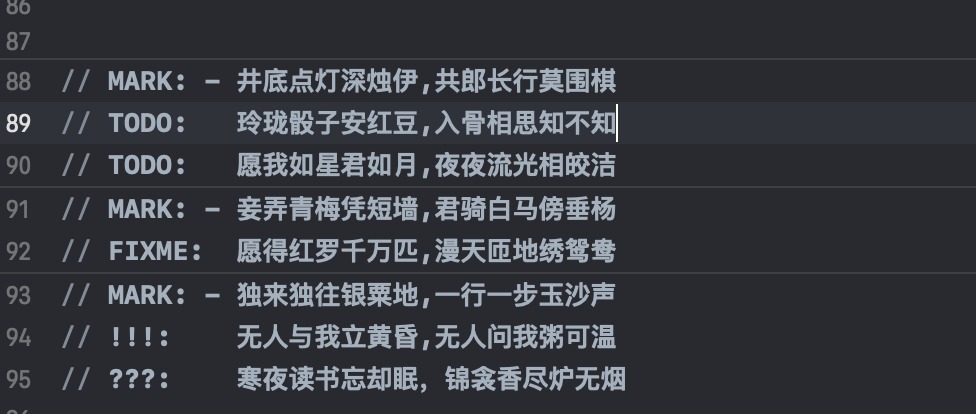 86
87
88 // MARK: – 井底点灯深烛伊,共郎长行莫围棋
89 // TODO: 玲珑骰子安红豆,入骨相思知不知
90 // TODO: 愿我如星君如月,夜夜流光相皎洁
91 // MARK: – 妾弄青梅凭短墙,君骑白马傍垂杨
92 // FIXME: 愿得红罗千万匹,漫天匝地绣鸳鸯
93 // MARK: – 独来独往银粟地,一行一步玉沙声
94 // !!!: 无人与我立黄昏,无人问我粥可温
95 // ???: 寒夜读书忘却眠，锦衾香尽炉无烟